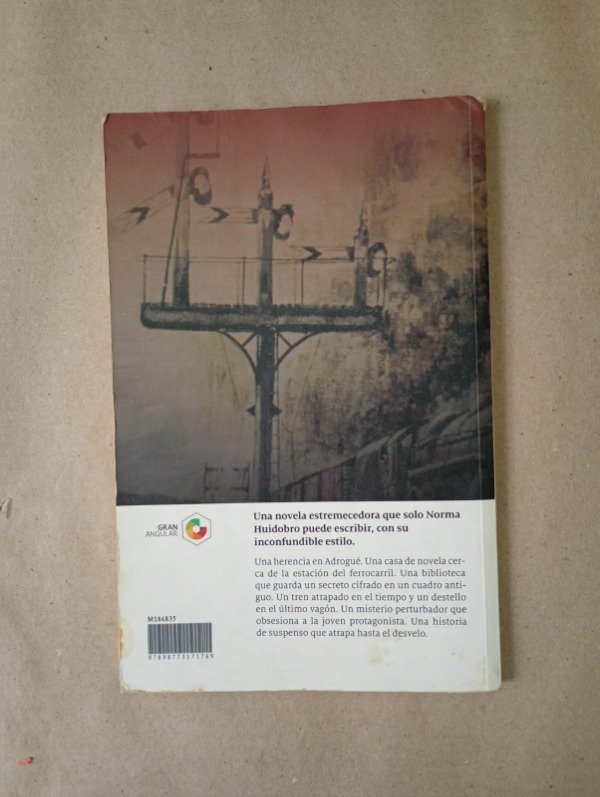 Una novela estremecedora que solo Norma
Huidobro puede escribir, con su
inconfundible estilo.
GRAN
ANGULAR
Una herencia en Adrogué. Una casa de novela cer-
ca de la estación del ferrocarril. Una biblioteca
que guarda un secreto cifrado en un cuadro anti-
guo. Un tren atrapado en el tiempo y un destello
en el último vagón. Un misterio perturbador que
obsesiona a la joven protagonista. Una historia
de suspenso que atrapa hasta el desvelo.
M186835
9789877317176